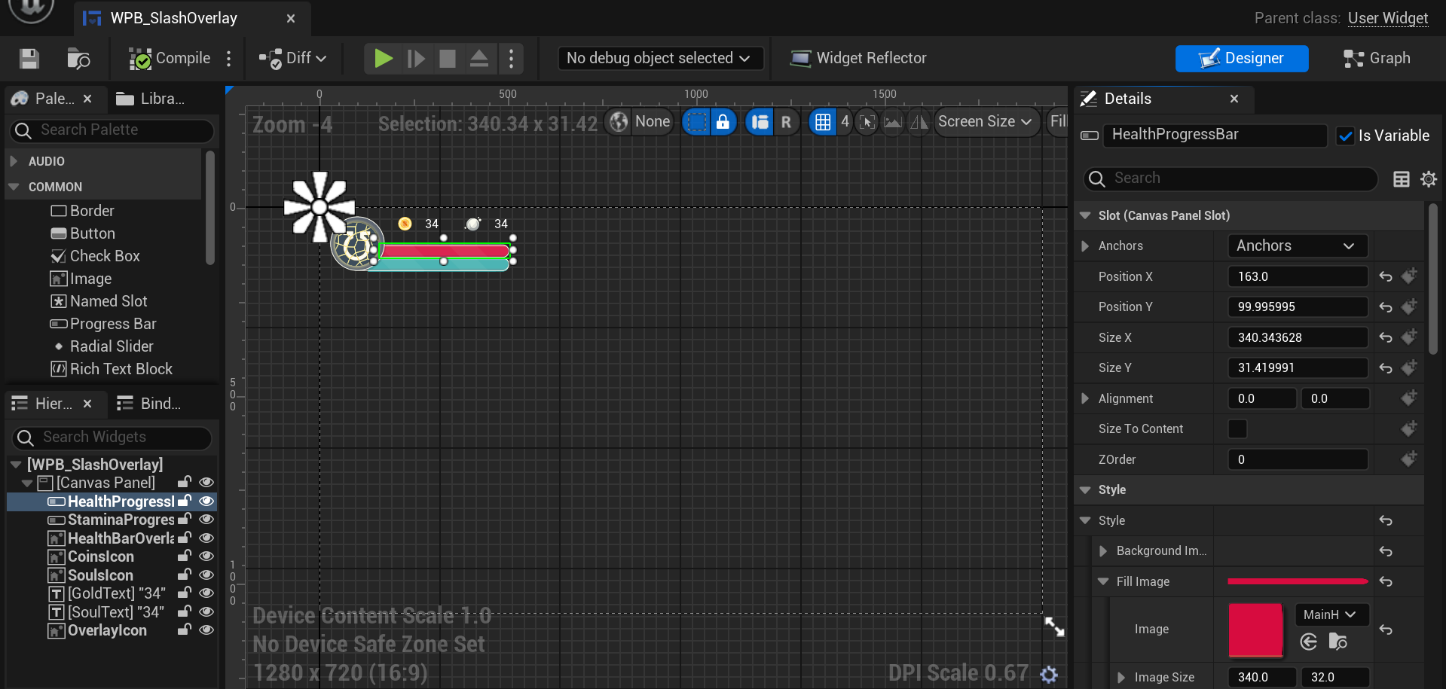 WPB_SlashOverlay
Parent class: User Widget
Compile
Diff
No debug object selected
Widget Reflector
Designer
Graph
Pale...
Libra...
Search Palette
AUDIO
COMMON
Border
Button
Check Box
Image
Named Slot
Progress Bar
Radial Slider
Rich Text Block
Hier...
Bind...
Search Widgets
[WPB_SlashOverlay]
[Canvas Panel]
HealthProgressI
StaminaProgres
HealthBarOverla
CoinsIcon
SoulsIcon
[GoldText] "34"
[SoulText] "34"
OverlayIcon
0 500 1000 1500
Zoom -4
Selection: 340.34 x 31.42
None
R
4
Screen Size
Fil
0
34 34
500
1000
Device Content Scale 1.0
No Device Safe Zone Set
1280 x 720 (16:9)
DPI Scale 0.67
Details
HealthProgressBar
Is Variable
Search
Slot (Canvas Panel Slot)
Anchors Anchors
Position X 163.0
Position Y 99.995995
Size X 340.343628
Size Y 31.419991
Alignment 0.0 0.0
Size To Content
ZOrder 0
Style
Style
Background Im...
Fill Image
Image MainH
Image Size 340.0 32.0